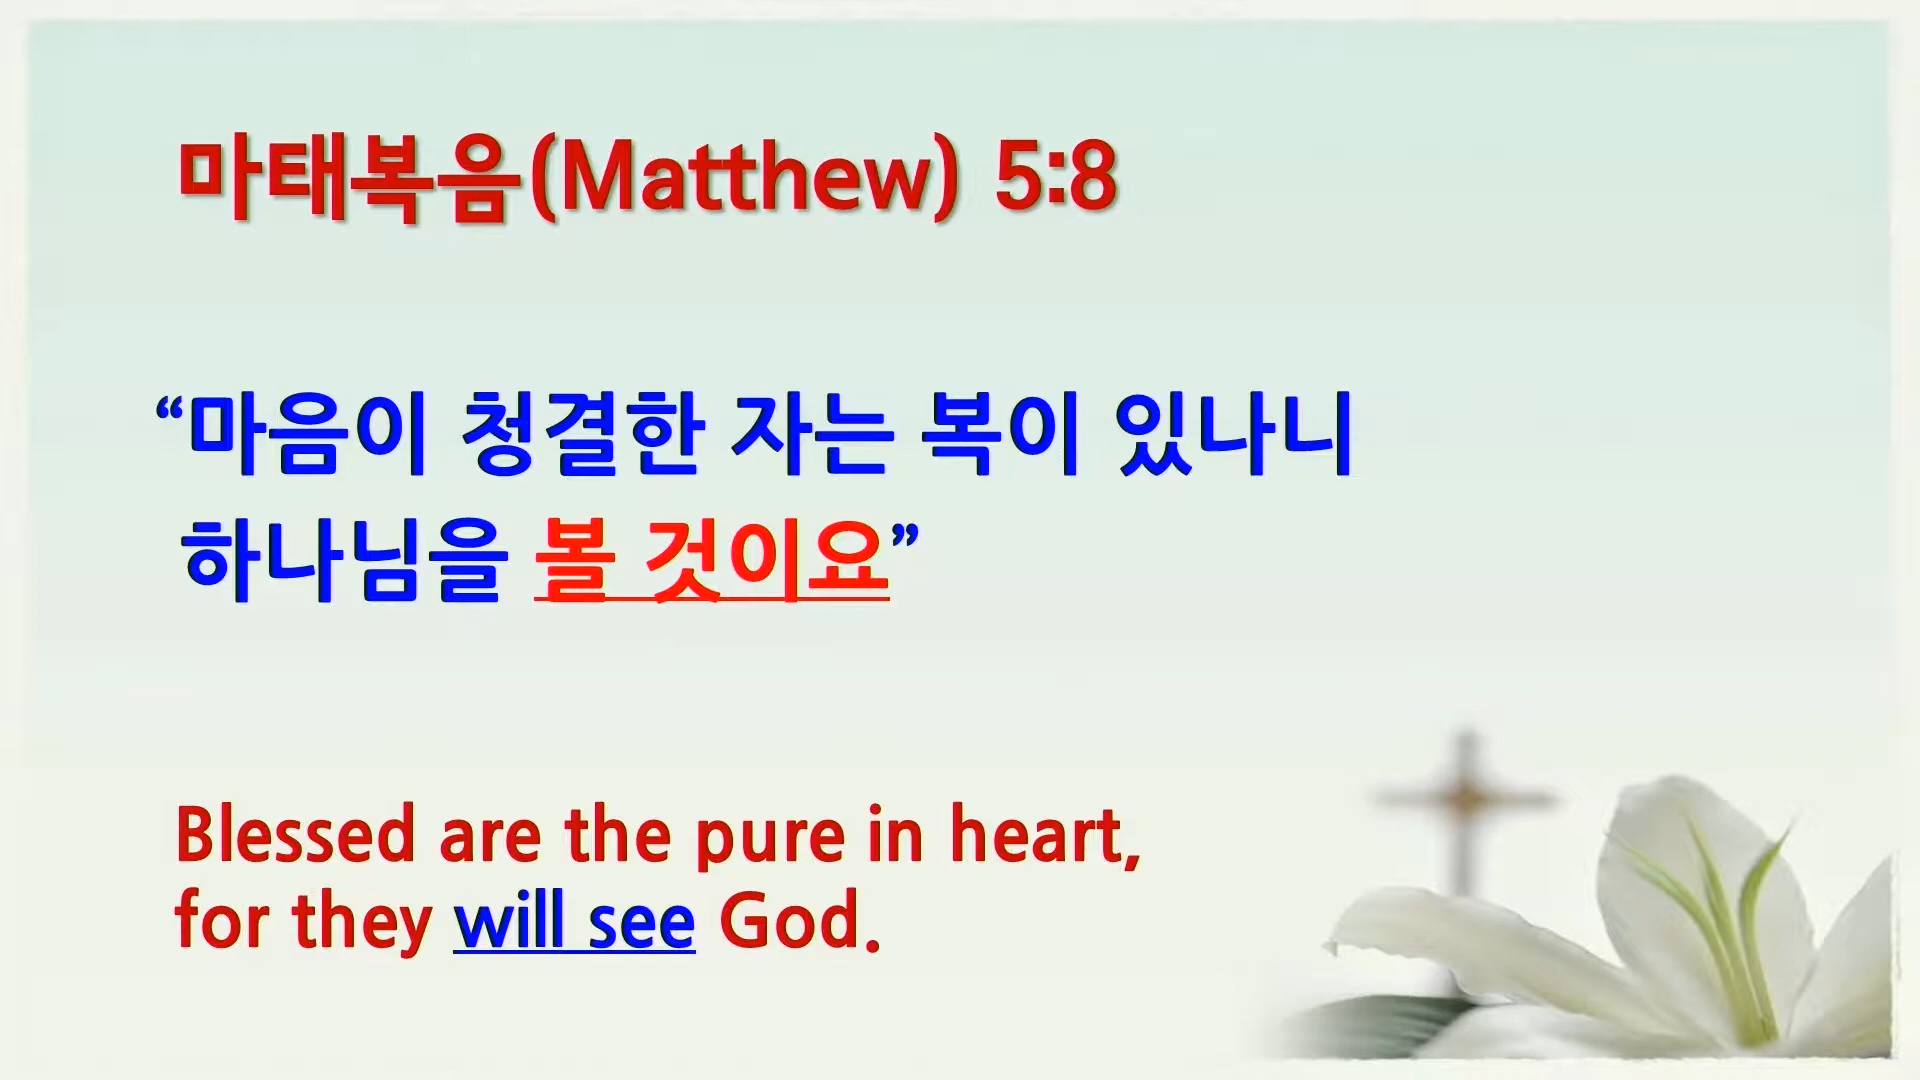 마태복음(Matthew) 5:8
“마음이 청결한 자는 복이 있나니
하나님을 볼 것이요”
Blessed are the pure in heart,
for they will see God.